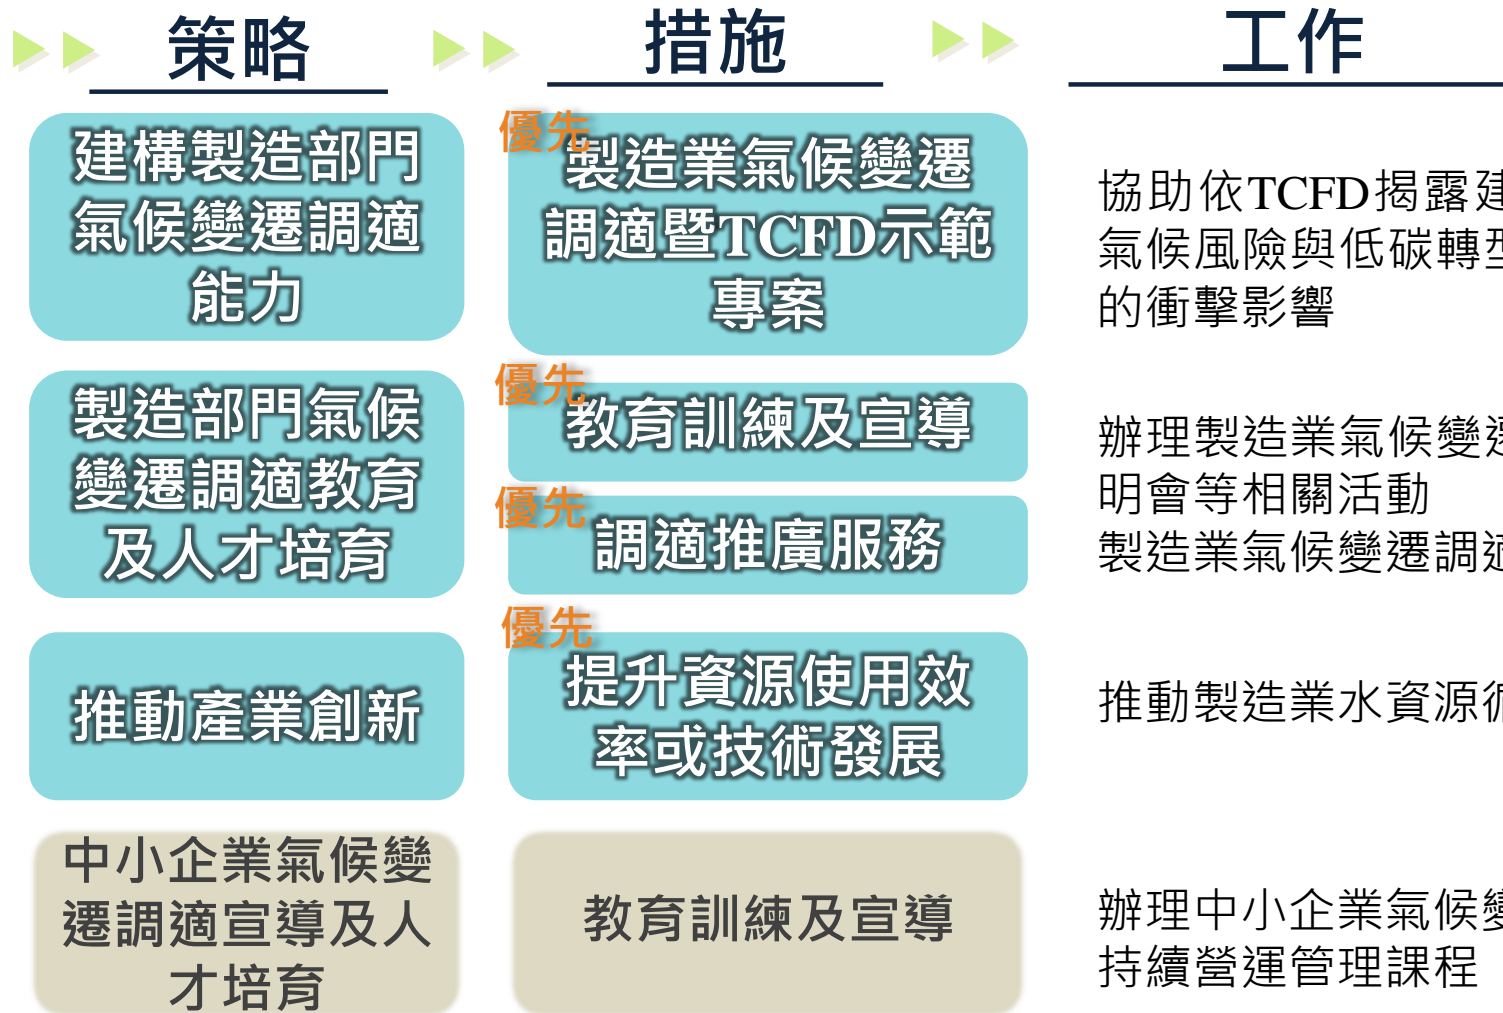 策略
措施
工作
建構製造部門
氣候變遷調適
能力
優先
製造業氣候變遷
調適暨TCFD示範
專案
協助依TCFD揭露建
氣候風險與低碳轉型
的衝擊影響
製造部門氣候
變遷調適教育
及人才培育
優先
教育訓練及宣導
優先
調適推廣服務
辦理製造業氣候變遷
明會等相關活動
製造業氣候變遷調適
推動產業創新
優先
提升資源使用效
率或技術發展
推動製造業水資源循
中小企業氣候變
遷調適宣導及人
才培育
教育訓練及宣導
辦理中小企業氣候變
持續營運管理課程